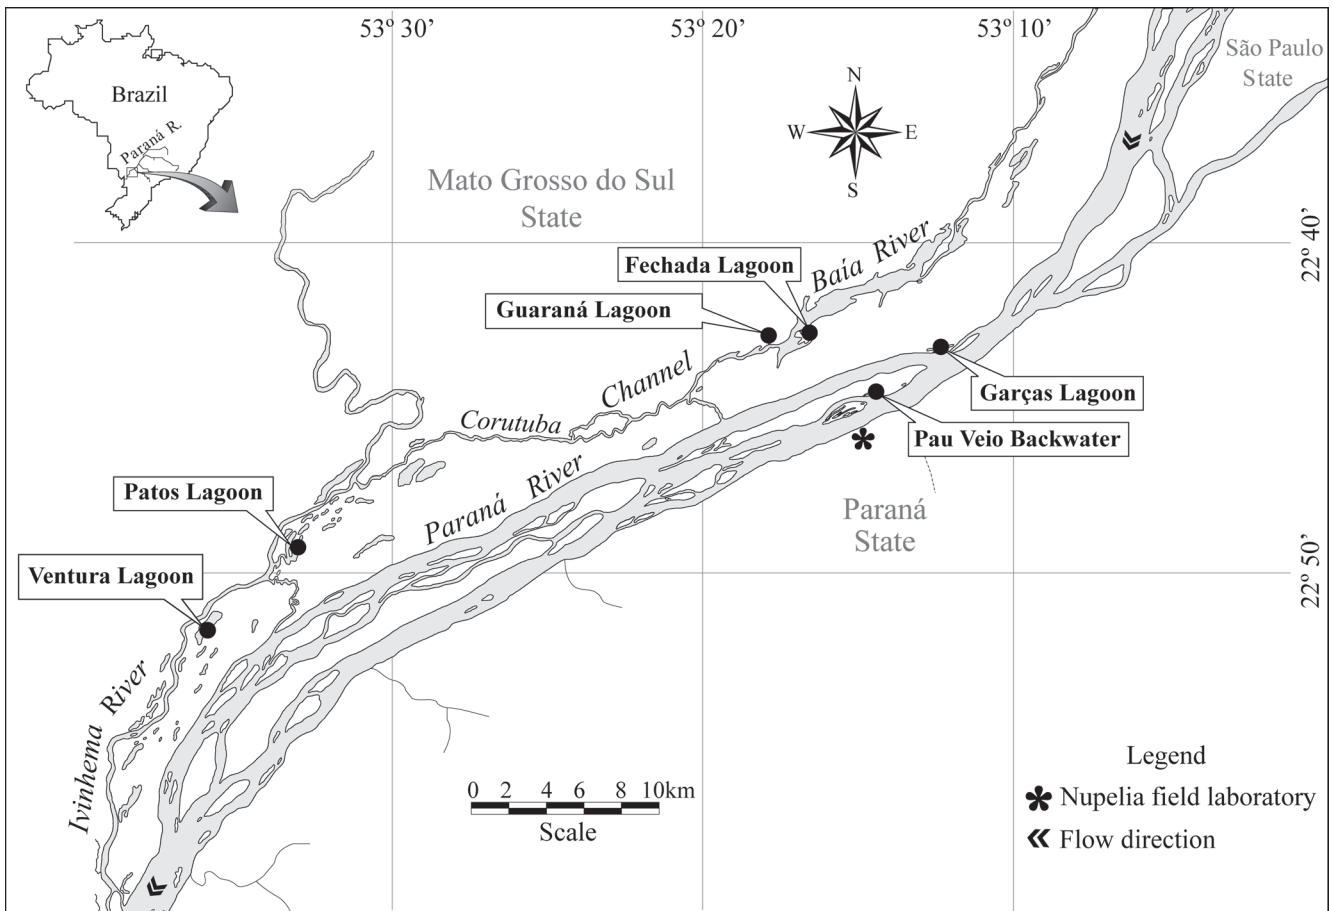 53º 30’
53º 20’
53º 10’
São Paulo
State
Brazil
Paraná R.
N
W
E
S
Mato Grosso do Sul
State
22º 40’
Fechada Lagoon
Baía River
Guaraná Lagoon
Channel
Garças Lagoon
Corutuba
Pau Veio Backwater
Patos Lagoon
Paraná River
Paraná
State
Ventura Lagoon
22º 50’
Ivinhema River
0 2 4 6 8 10km
Scale
Legend
Nupelia field laboratory
Flow direction